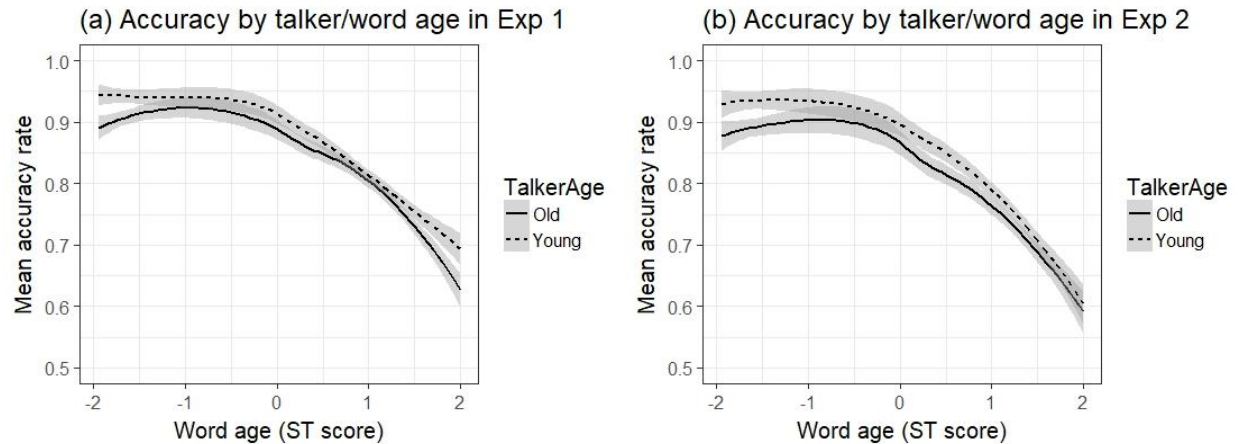 (a) Accuracy by talker/word age in Exp 1
1.0
0.9
0.8
0.7
0.6
0.5
Mean accuracy rate
-2 -1 0 1 2
Word age (ST score)
TalkerAge
Old
Young
(b) Accuracy by talker/word age in Exp 2
1.0
0.9
0.8
0.7
0.6
0.5
Mean accuracy rate
-2 -1 0 1 2
Word age (ST score)
TalkerAge
Old
Young